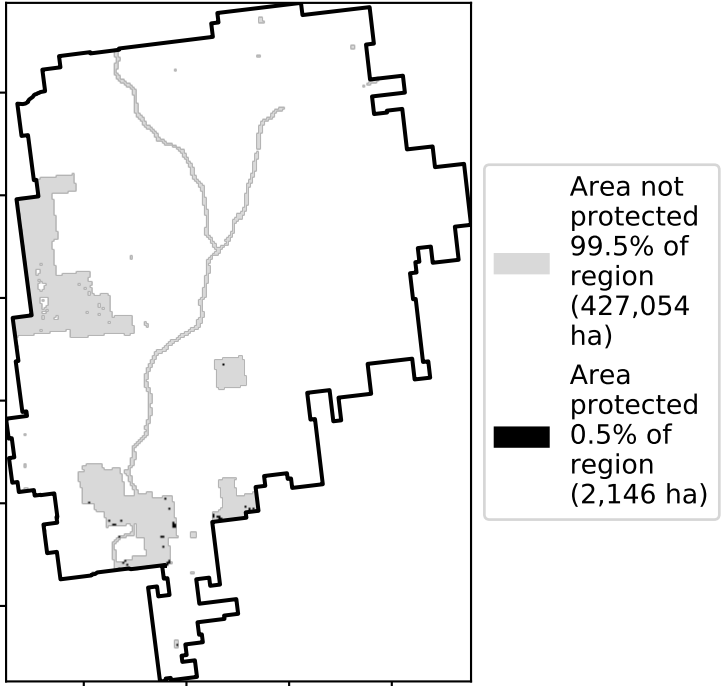 Area not
protected
99.5% of
region
(427,054
ha)
Area
protected
0.5% of
region
(2,146 ha)